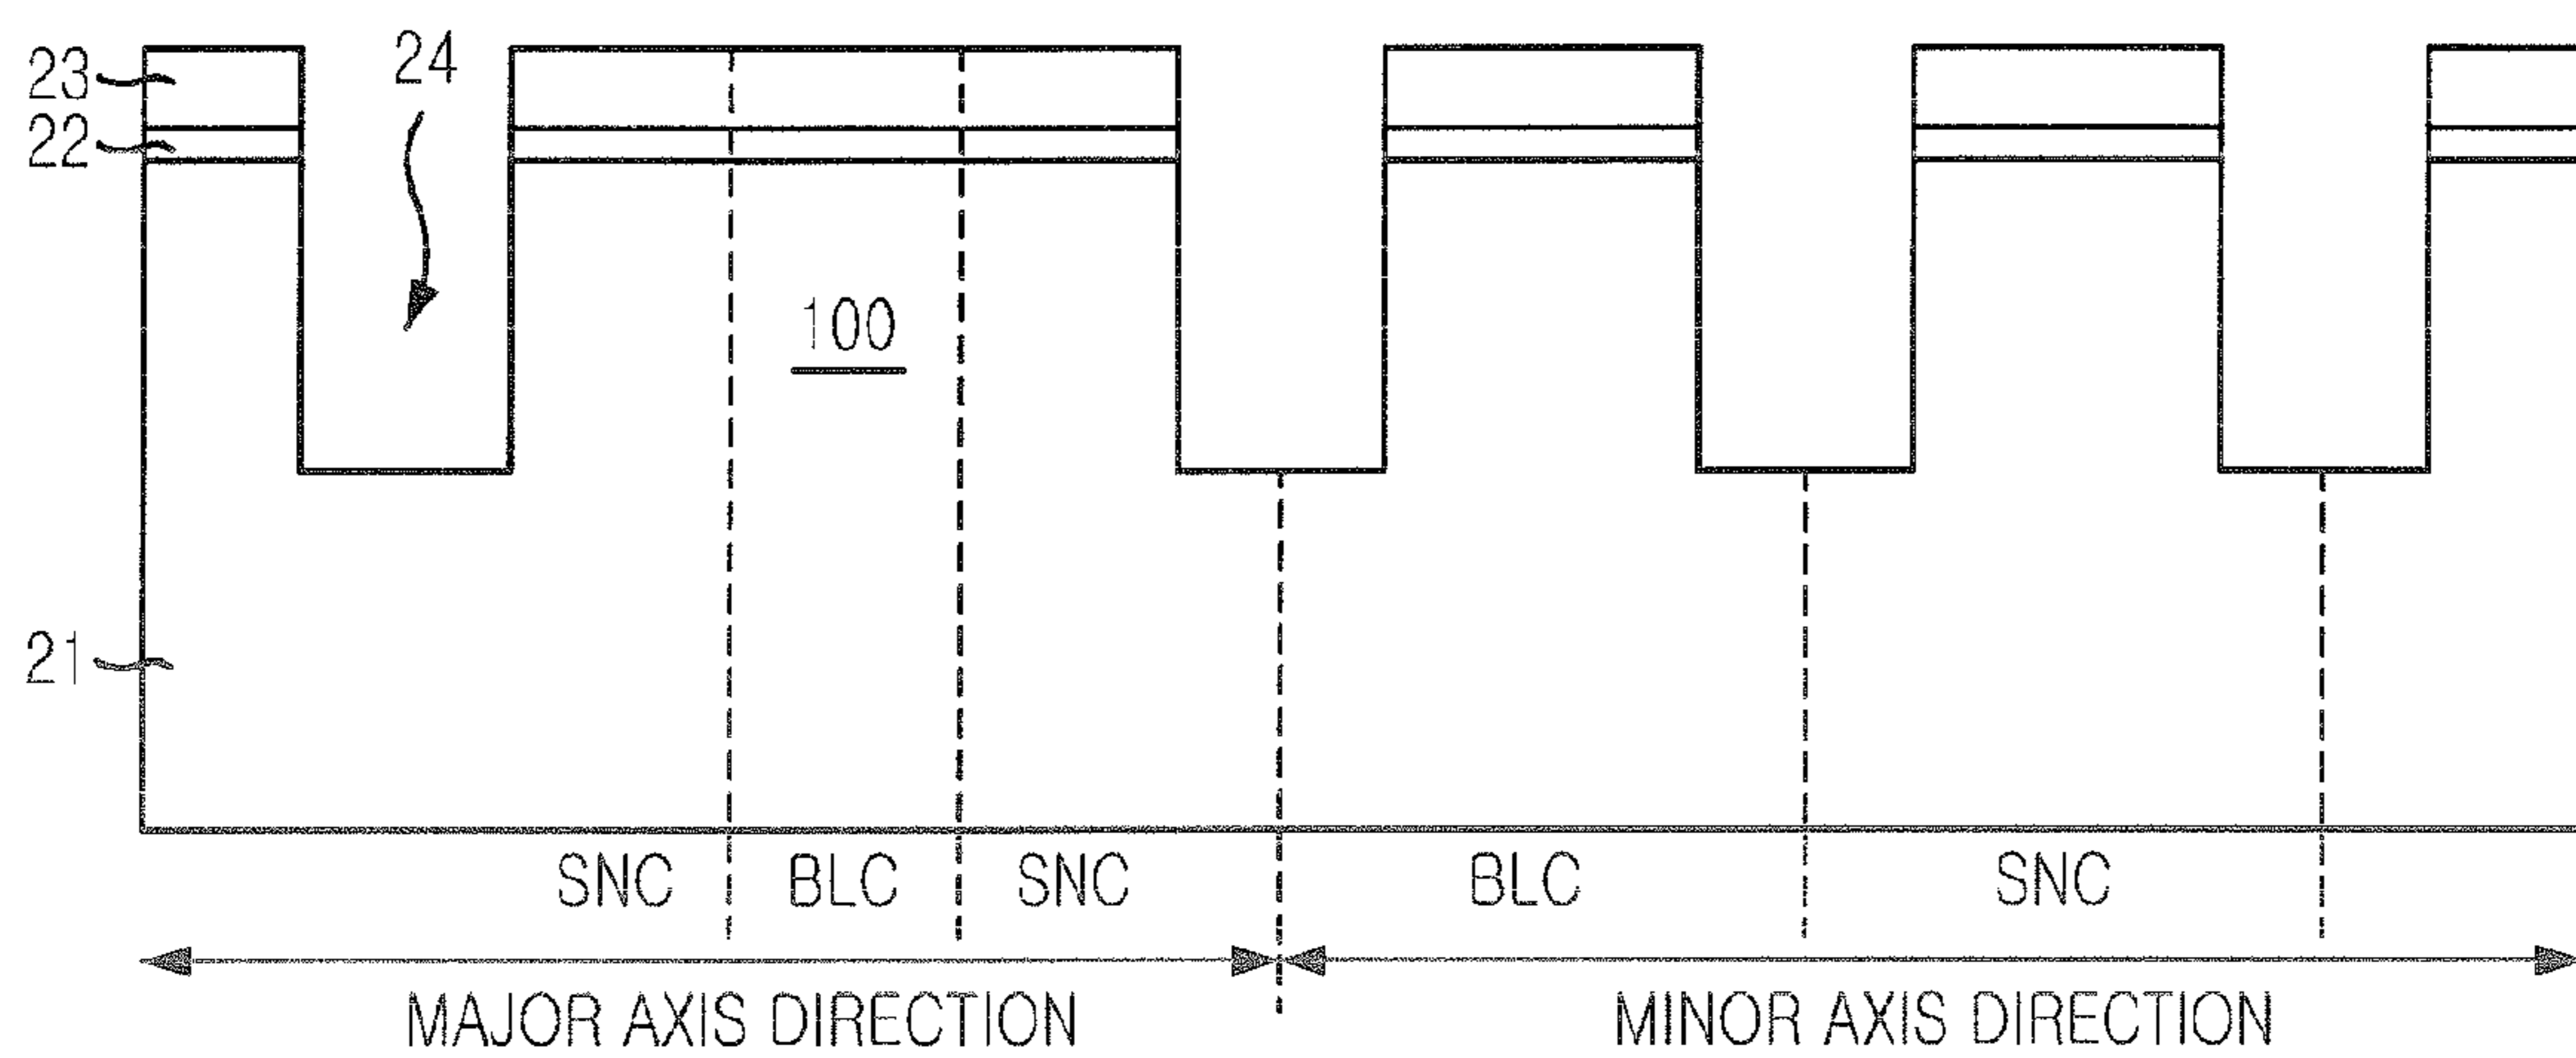 23
24
22
100
21
SNC BLC SNC BLC SNC
MAJOR AXIS DIRECTION MINOR AXIS DIRECTION